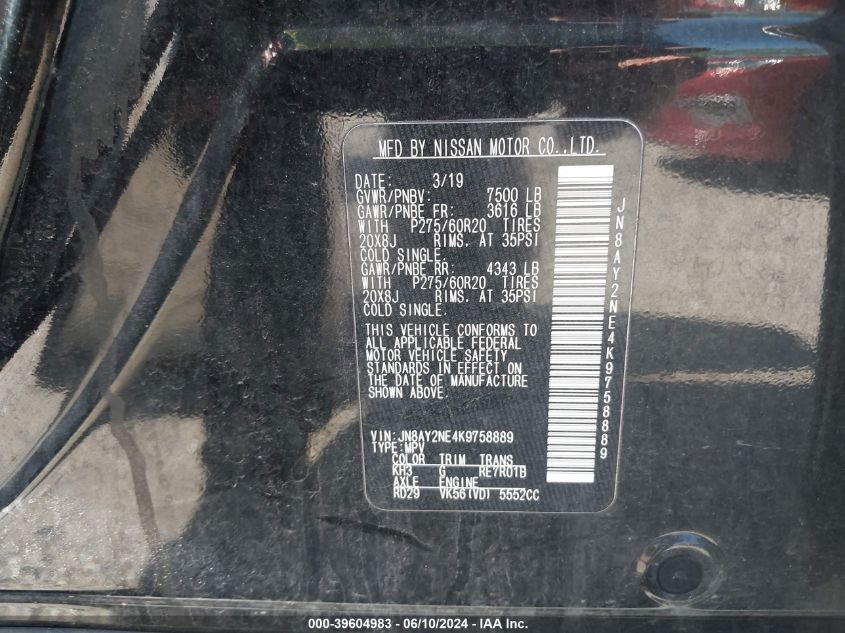 MFD BY NISSAN MOTOR CO.,LTD.
DATE: 3/19
GVWR/PNBV: 7500 LB
GAWR/PNBE FR: 3616 LB
WITH P275/60R20 TIRES
20X8J RIMS. AT 35PSI
COLD SINGLE.
GAWR/PNBE RR: 4343 LB
WITH P275/60R20 TIRES
20X8J RIMS. AT 35PSI
COLD SINGLE.
THIS VEHICLE CONFORMS TO
ALL APPLICABLE FEDERAL
MOTOR VEHICLE SAFETY
STANDARDS IN EFFECT ON
THE DATE OF MANUFACTURE
SHOWN ABOVE.
VIN:JN8AY2NE4K9758889
TYPE:MPV
COLOR TRIM TRANS
KH3 G RE7R01B
AXLE ENGINE
RD29 VK56(VD) 5552CC
JN8AY2NE4K9758889
000-39604983 - 06/10/2024 - IAA Inc.